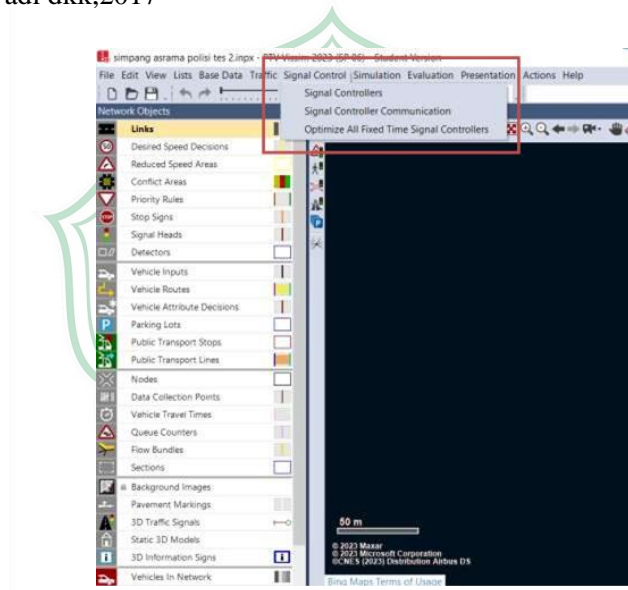 adi dkk,2017
simpang asrama polisi tes 2.inpx - PTV Vissim 2023 (SP 06) - Student Version
File Edit View Lists Base Data Traffic Signal Control Simulation Evaluation Presentation Actions Help
Signal Controllers
Signal Controller Communication
Optimize All Fixed Time Signal Controllers
Network Objects
Links
Desired Speed Decisions
Reduced Speed Areas
Conflict Areas
Priority Rules
Stop Signs
Signal Heads
Detectors
Vehicle Inputs
Vehicle Routes
Vehicle Attribute Decisions
Parking Lots
Public Transport Stops
Public Transport Lines
Nodes
Data Collection Points
Vehicle Travel Times
Queue Counters
Flow Bundles
Sections
Background Images
Pavement Markings
3D Traffic Signals
Static 3D Models
3D Information Signs
Vehicles In Network
50 m
© 2023 Maxar
© 2023 Microsoft Corporation
©CNES (2023) Distribution Airbus DS
Bing Maps Terms of Usage